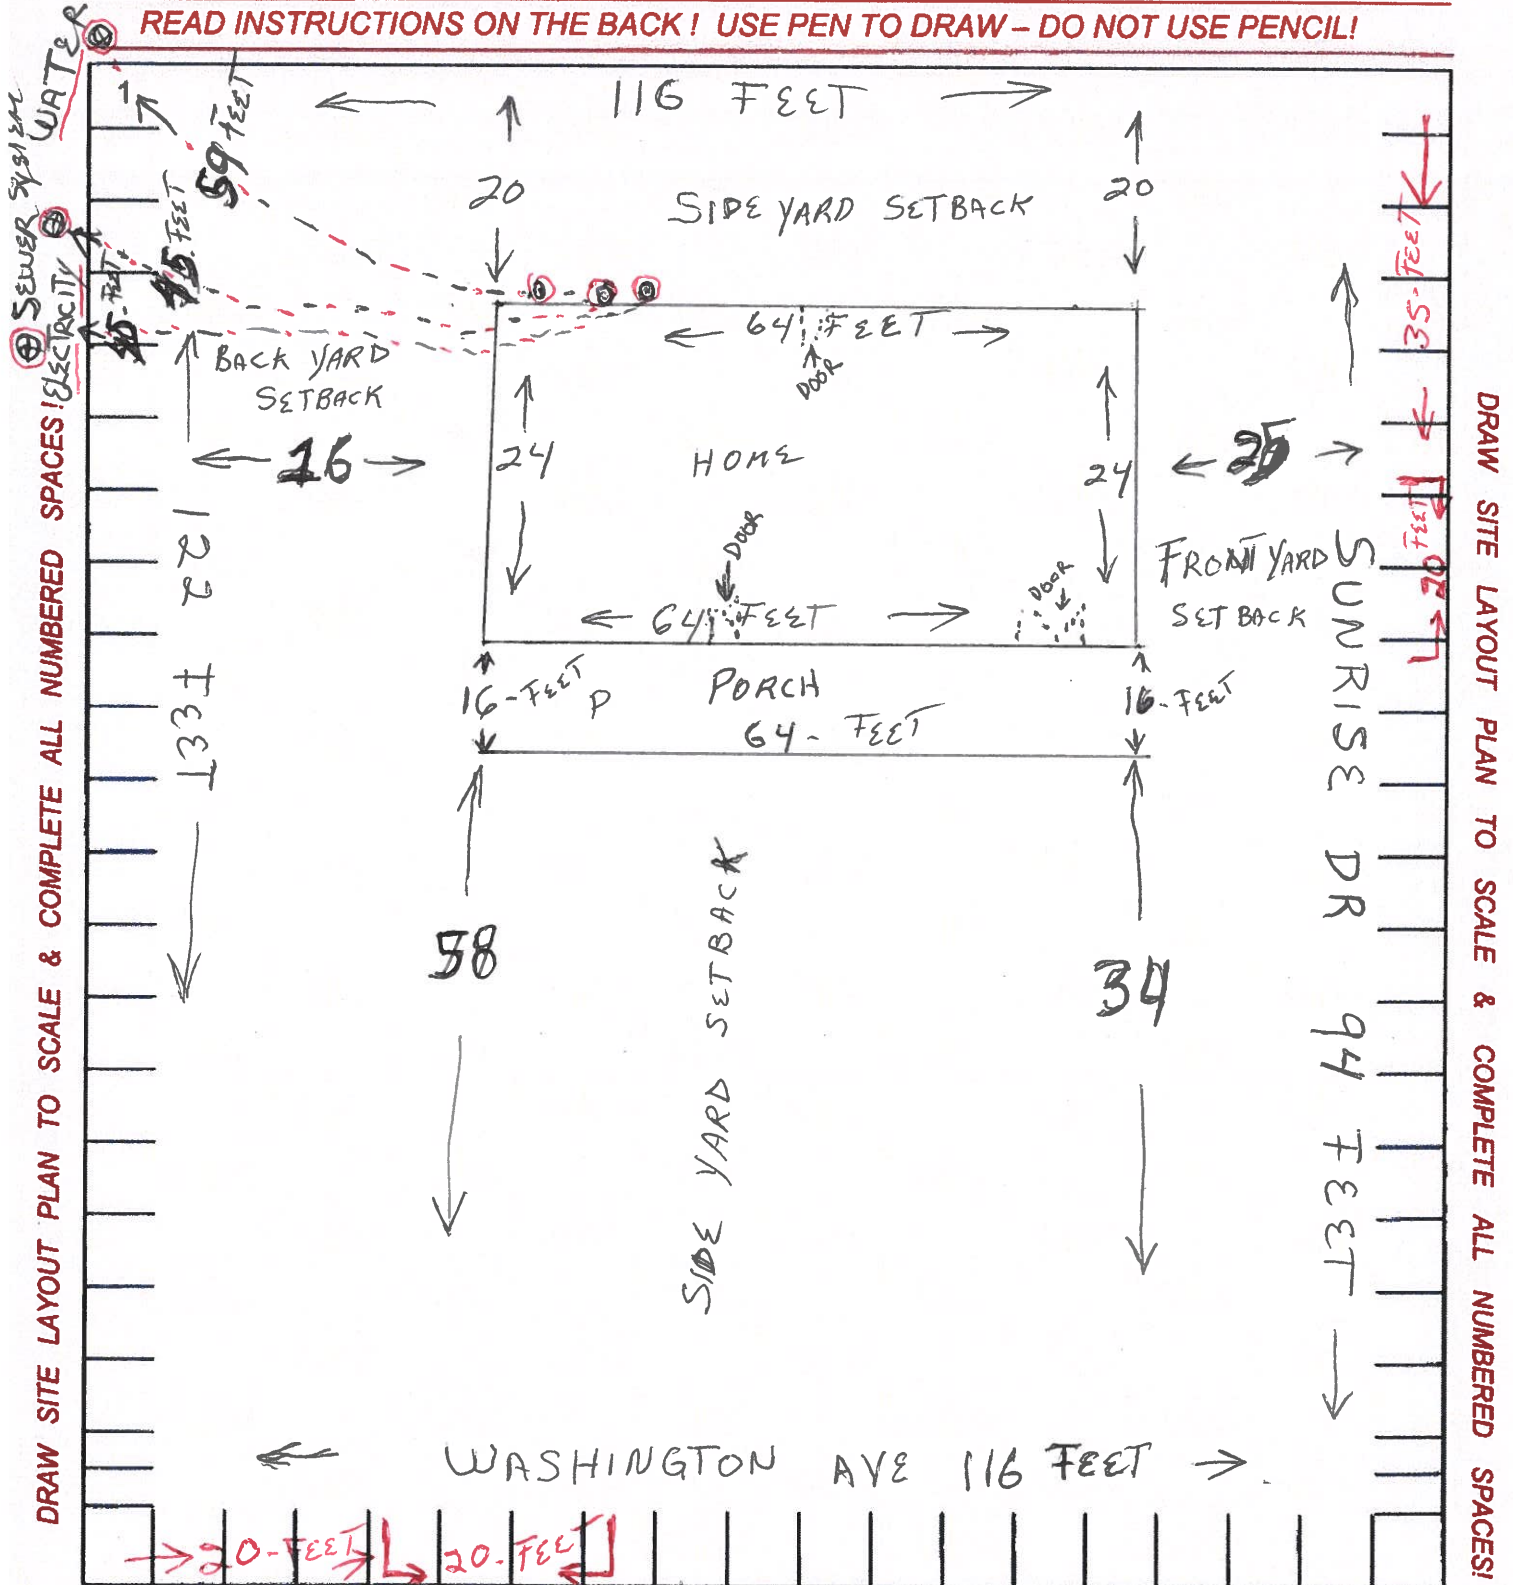 READ INSTRUCTIONS ON THE BACK ! USE PEN TO DRAW – DO NOT USE PENCIL!
WATER
SEWER SYSTEM
ELECTRICITY
1
59 FEET
45 FEET
FEET
116 FEET
20
20
SIDE YARD SETBACK
35-FEET
BACK YARD
SETBACK
64 FEET
DOOR
16
24
HOME
24
25
20 FEET
122 FEET
DOOR
DOOR
64 FEET
FRONT YARD
SETBACK
SUNRISE DR 94 FEET
16-FEET
P
PORCH
16-FEET
64- FEET
58
34
SIDE YARD SETBACK
WASHINGTON AVE 116 FEET
20-FEET
20-FEET
DRAW SITE LAYOUT PLAN TO SCALE & COMPLETE ALL NUMBERED SPACES!
DRAW SITE LAYOUT PLAN TO SCALE & COMPLETE ALL NUMBERED SPACES!